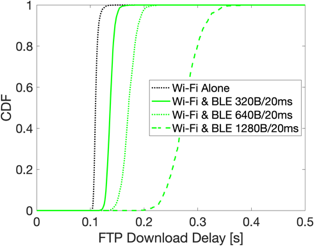 1
0.8
0.6
0.4
0.2
0
CDF
Wi-Fi Alone
Wi-Fi & BLE 320B/20ms
Wi-Fi & BLE 640B/20ms
Wi-Fi & BLE 1280B/20ms
0 0.1 0.2 0.3 0.4 0.5
FTP Download Delay [s]